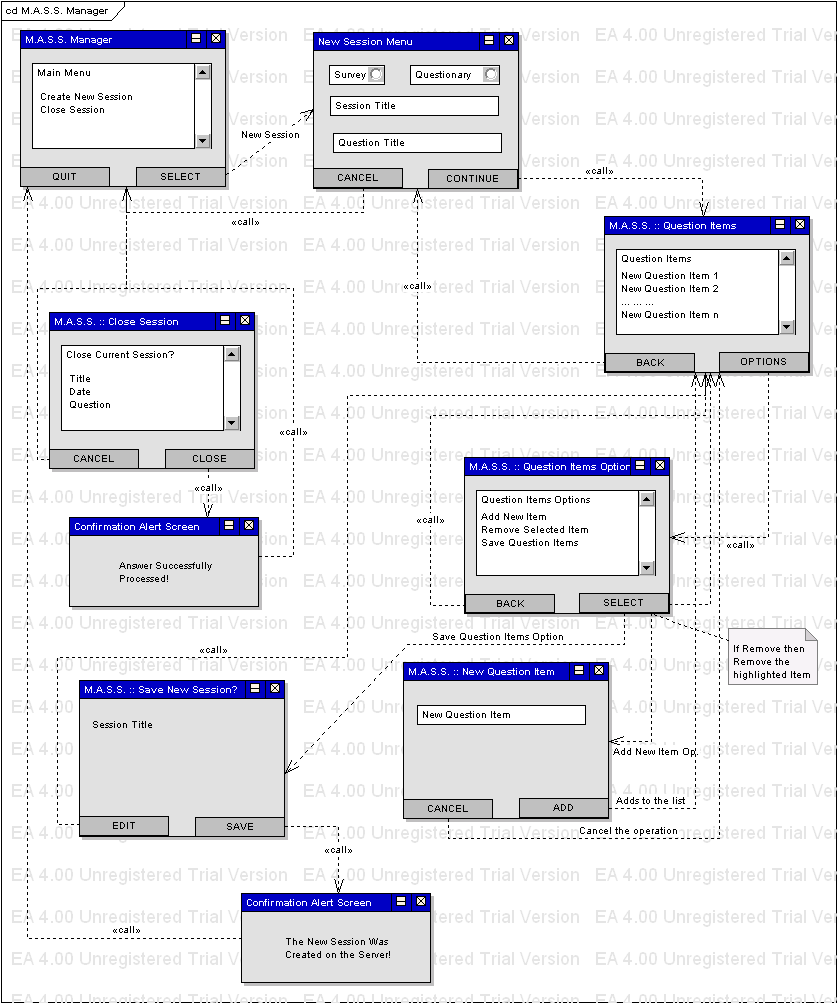 cd M.A.S.S. Manager
EA 4.00 Unregistered Trial Version
M.A.S.S. Manager
Main Menu
Create New Session
Close Session
QUIT
SELECT
New Session
New Session Menu
Survey
Questionary
Session Title
Question Title
CANCEL
CONTINUE
«call»
«call»
M.A.S.S. :: Question Items
Question Items
New Question Item 1
New Question Item 2
... ... ...
New Question Item n
BACK
OPTIONS
«call»
M.A.S.S. :: Close Session
Close Current Session?
Title
Date
Question
CANCEL
CLOSE
«call»
«call»
Confirmation Alert Screen
Answer Successfully
Processed!
M.A.S.S. :: Question Items Option
Question Items Options
Add New Item
Remove Selected Item
Save Question Items
BACK
SELECT
«call»
«call»
Save Question Items Option
If Remove then
Remove the
highlighted Item
«call»
M.A.S.S. :: Save New Session?
Session Title
EDIT
SAVE
M.A.S.S. :: New Question Item
New Question Item
CANCEL
ADD
Add New Item Op.
Adds to the list
Cancel the operation
«call»
Confirmation Alert Screen
The New Session Was
Created on the Server!
«call»